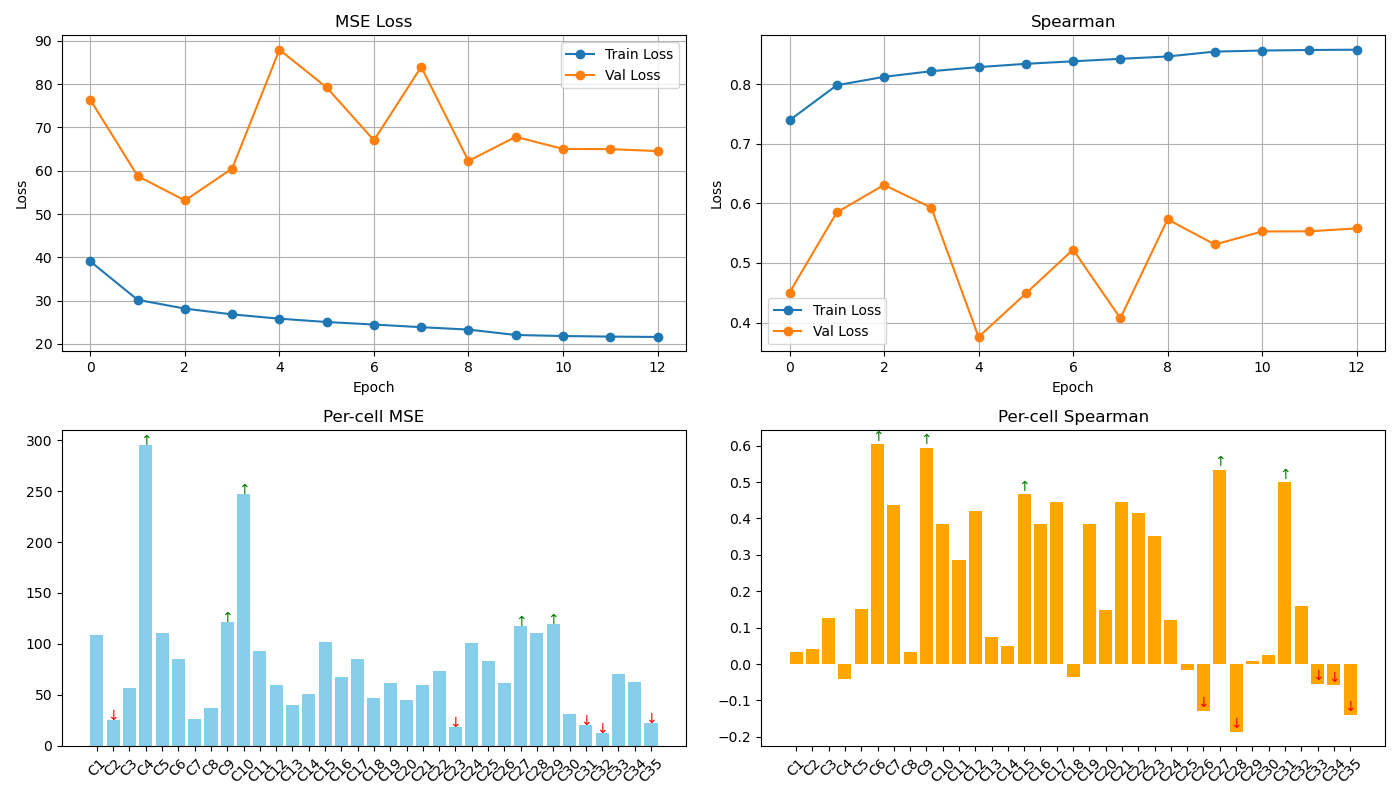 MSE Loss
90
80
70
60
50
40
30
20
Loss
Train Loss
Val Loss
0 2 4 6 8 10 12
Epoch
Spearman
0.8
0.7
0.6
0.5
0.4
Loss
Train Loss
Val Loss
0 2 4 6 8 10 12
Epoch
Per-cell MSE
300
250
200
150
100
50
0
↑ ↑ ↑ ↑ ↑
↓ ↓ ↓ ↓ ↓
C1 C2 C3 C4 C5 C6 C7 C8 C9 C10 C11 C12 C13 C14 C15 C16 C17 C18 C19 C20 C21 C22 C23 C24 C25 C26 C27 C28 C29 C30 C31 C32 C33 C34 C35
Per-cell Spearman
0.6
0.5
0.4
0.3
0.2
0.1
0.0
−0.1
−0.2
↑ ↑ ↑ ↑ ↑
↓ ↓ ↓ ↓ ↓
C1 C2 C3 C4 C5 C6 C7 C8 C9 C10 C11 C12 C13 C14 C15 C16 C17 C18 C19 C20 C21 C22 C23 C24 C25 C26 C27 C28 C29 C30 C31 C32 C33 C34 C35